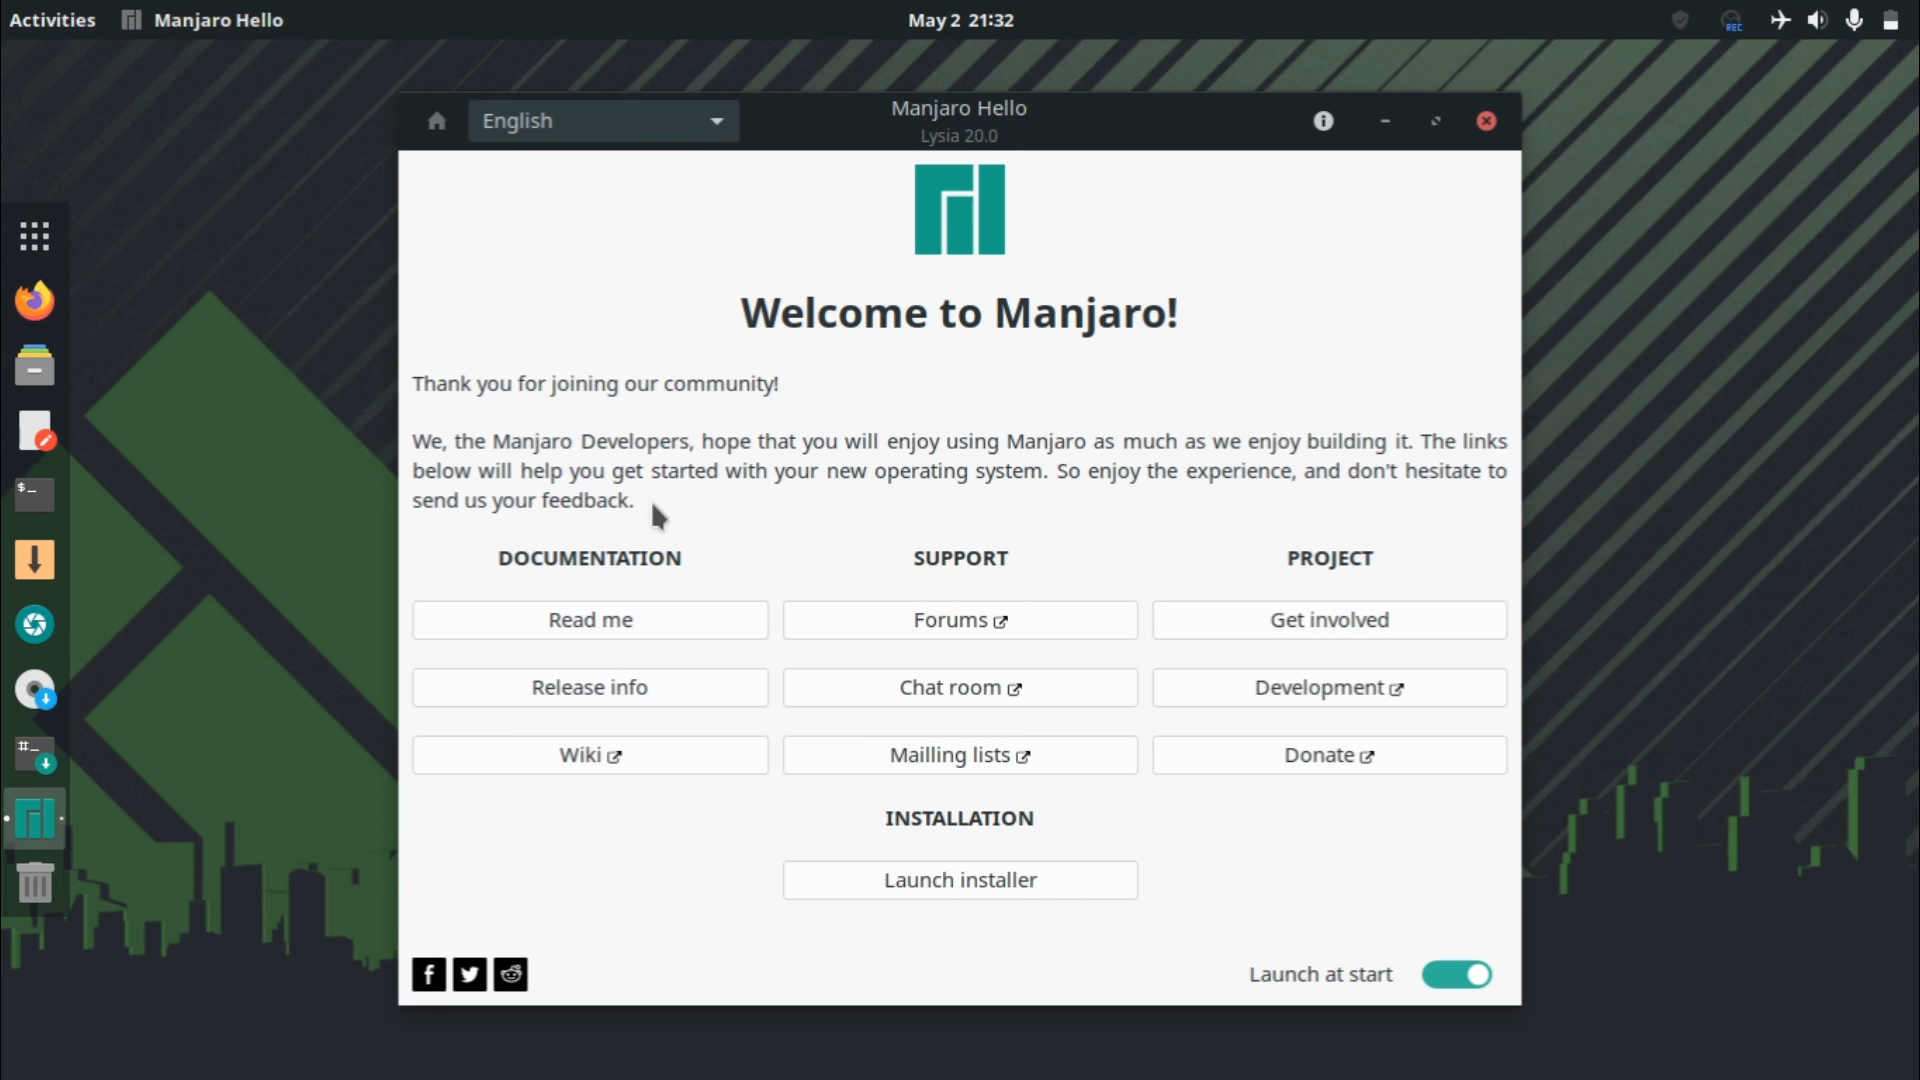 Activities Manjaro Hello May 2 21:32
REC
English
Manjaro Hello
Lysia 20.0
Welcome to Manjaro!
Thank you for joining our community!
We, the Manjaro Developers, hope that you will enjoy using Manjaro as much as we enjoy building it. The links
below will help you get started with your new operating system. So enjoy the experience, and don't hesitate to
send us your feedback.
DOCUMENTATION SUPPORT PROJECT
Read me Forums Get involved
Release info Chat room Development
Wiki Mailling lists Donate
INSTALLATION
Launch installer
Launch at start